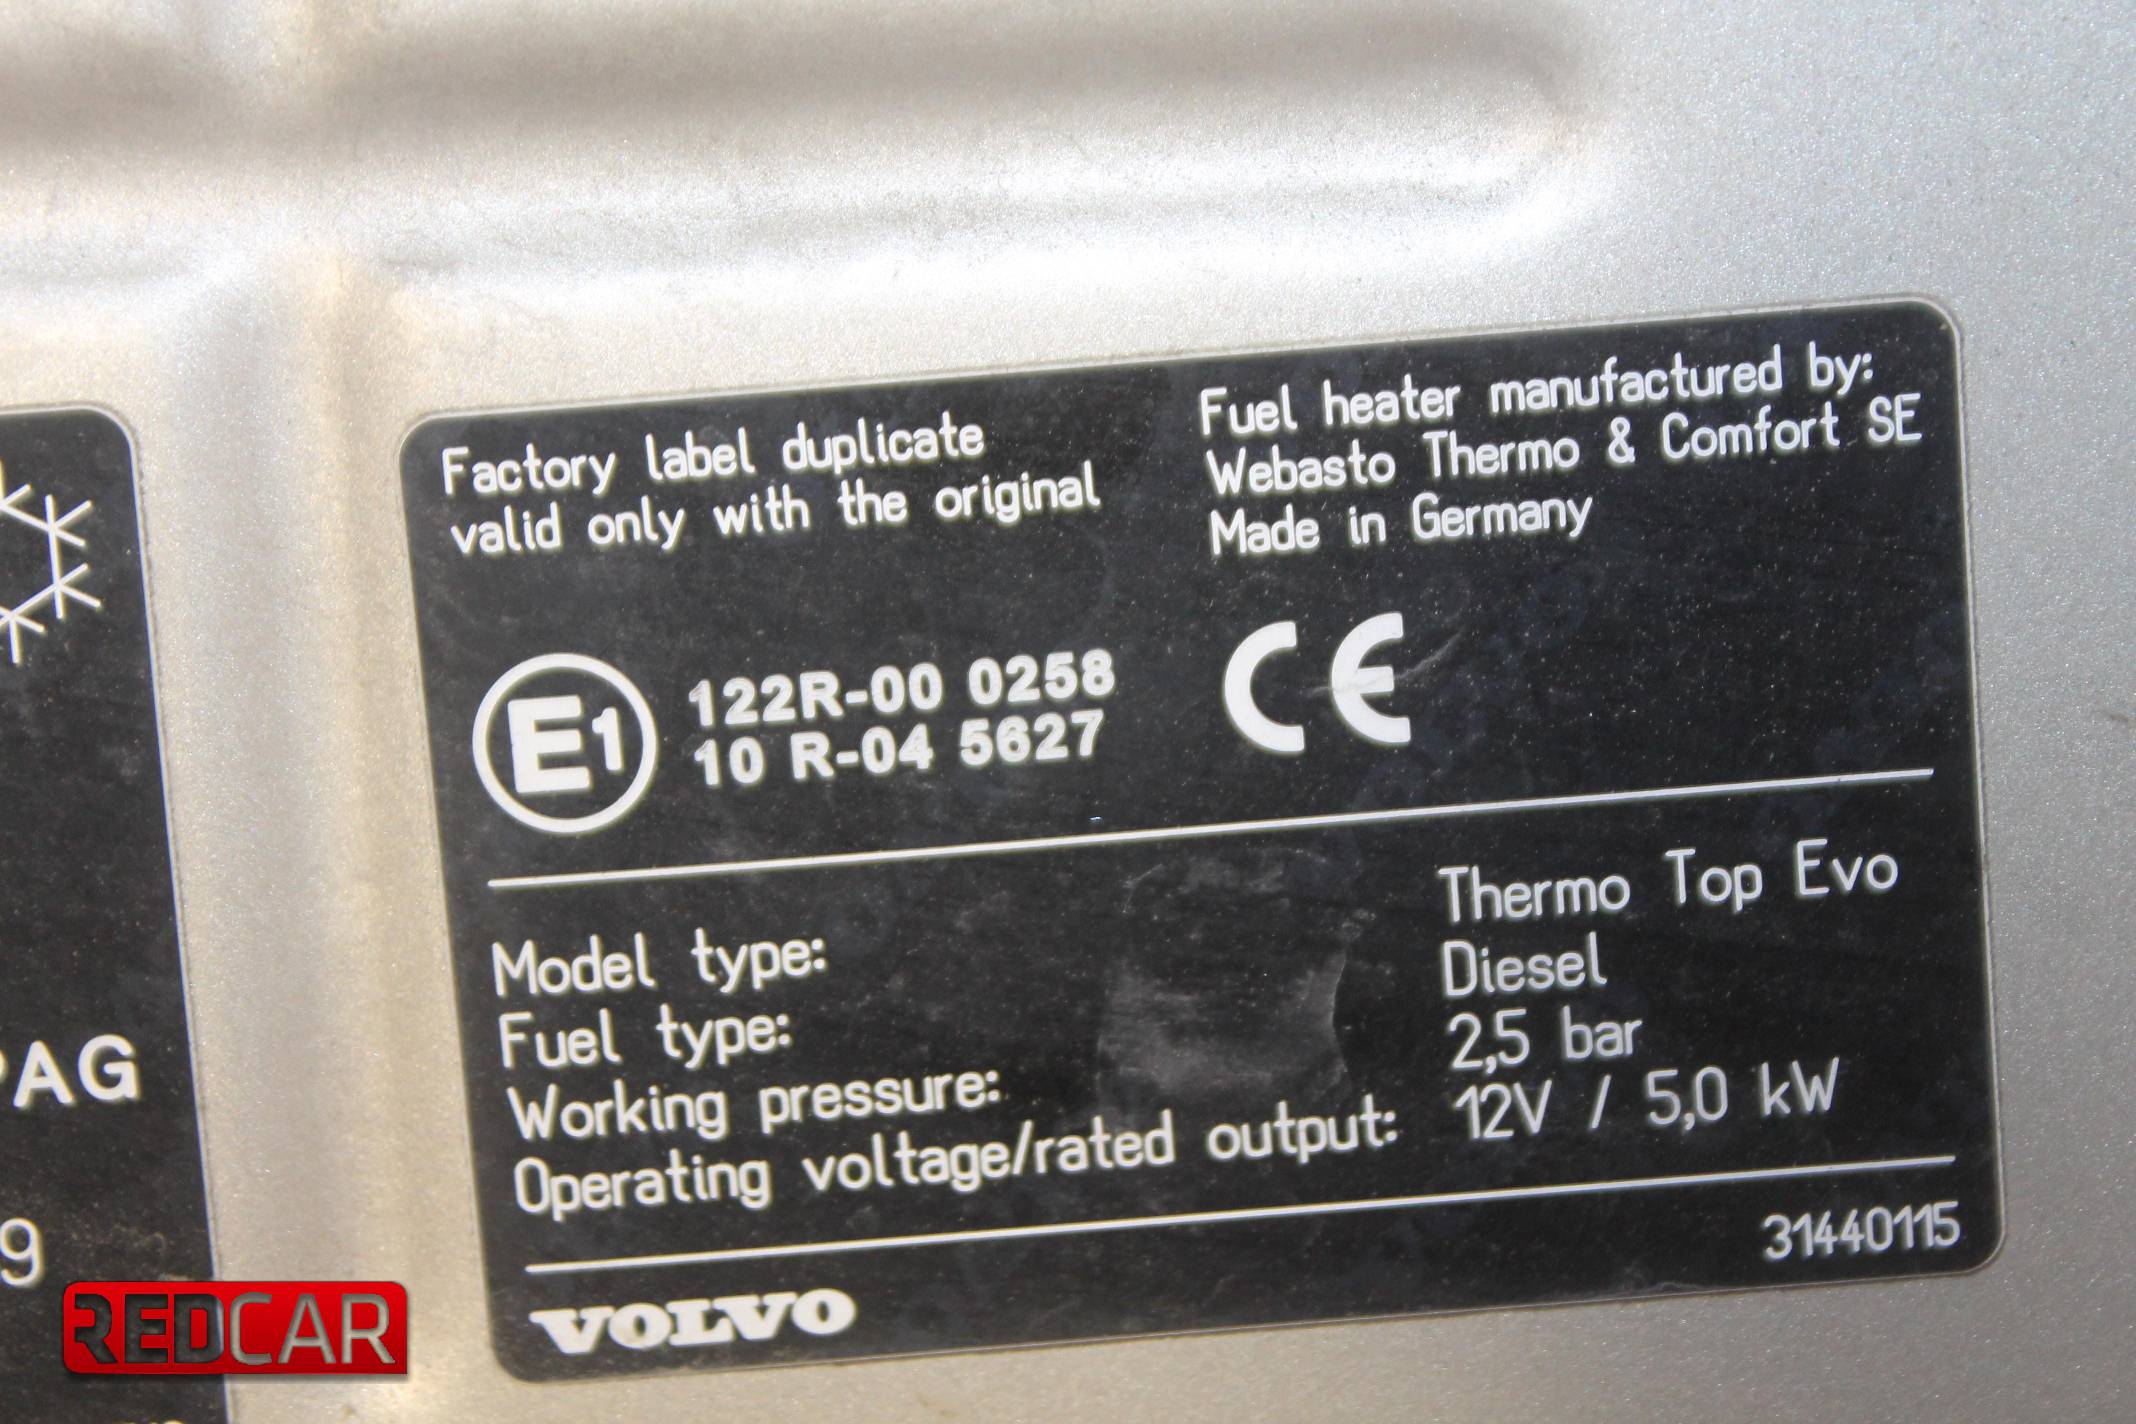 Factory label duplicate
valid only with the original
Fuel heater manufactured by:
Webasto Thermo & Comfort SE
Made in Germany
E1
122R-00 0258
10 R-04 5627
CE
Model type: Thermo Top Evo
Fuel type: Diesel
Working pressure: 2,5 bar
Operating voltage/rated output: 12V / 5,0 kW
31440115
VOLVO
PAG
9
REDCAR